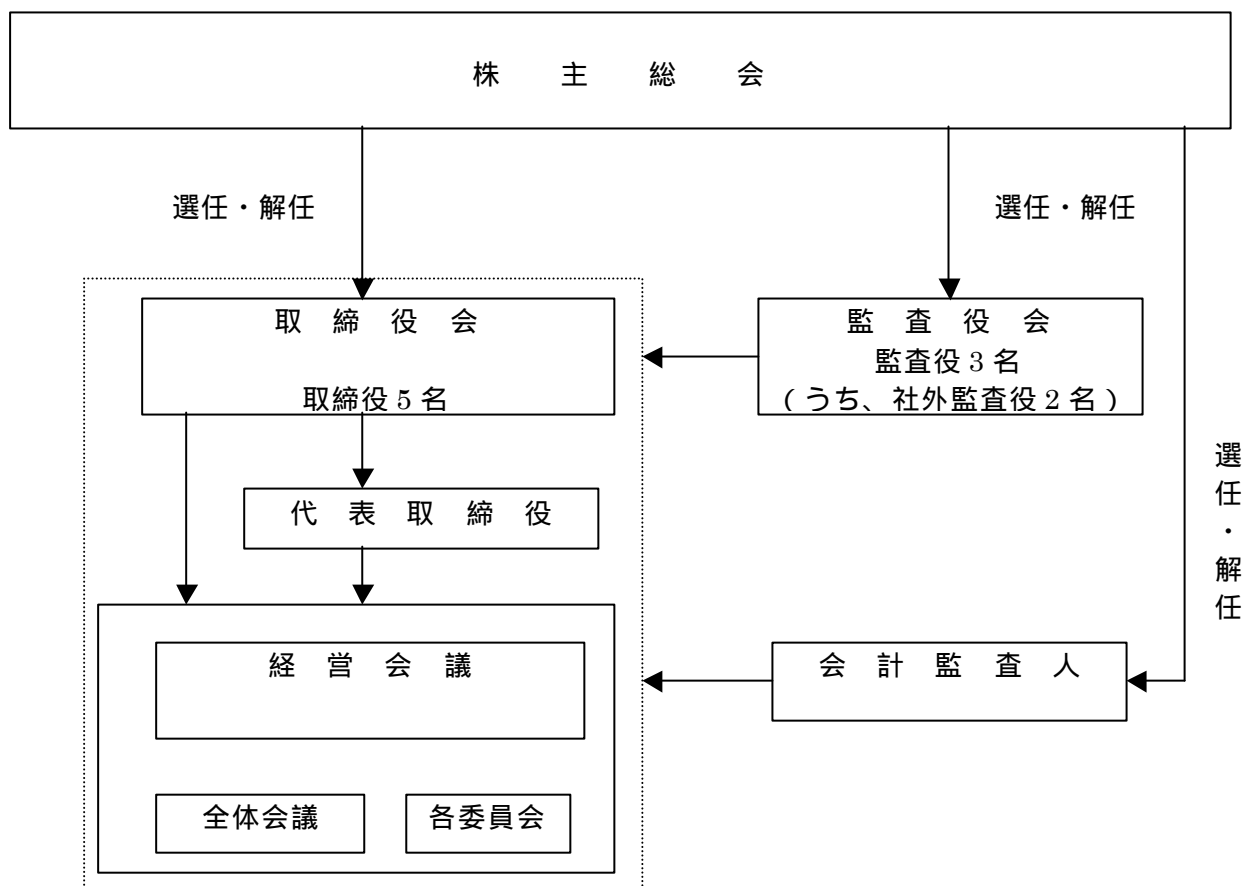 株主総会
選任・解任
選任・解任
取締役会
取締役5名
監査役会
監査役3名
(うち、社外監査役2名)
選任・解任
代表取締役
経営会議
会計監査人
全体会議
各委員会